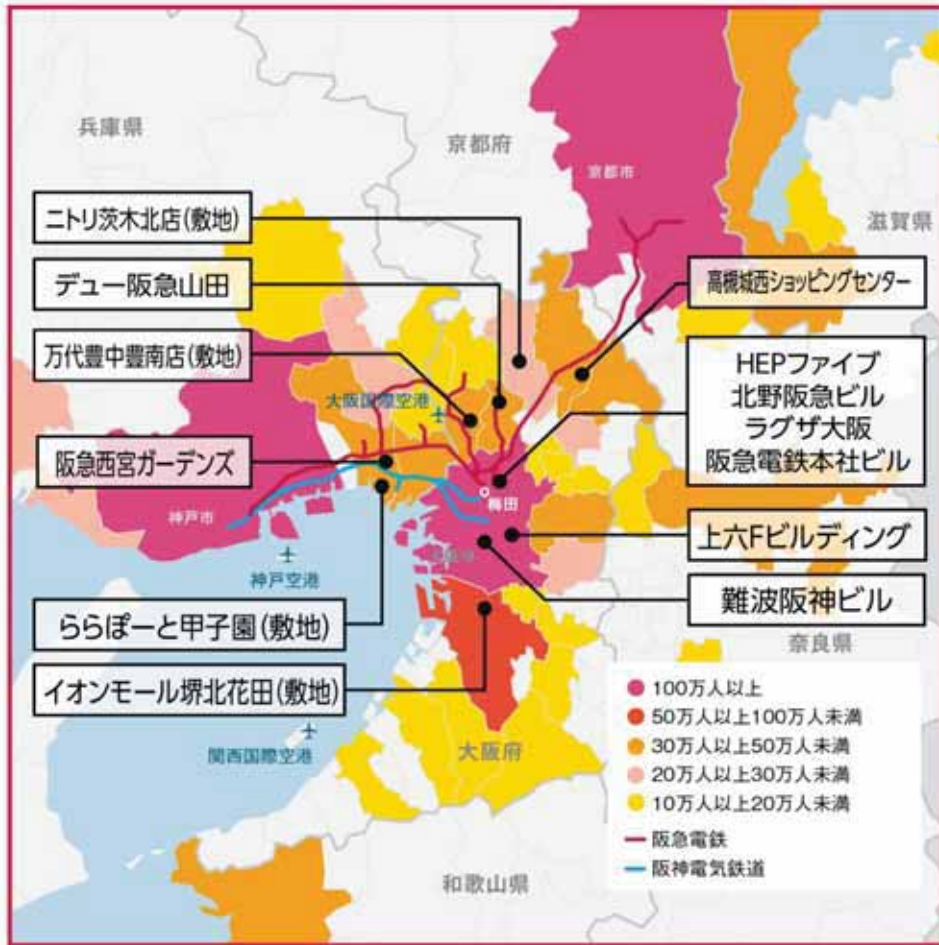 兵庫県
京都府
京都市
滋賀県
ニトリ茨木北店(敷地)
デュー阪急山田
高槻城西ショッピングセンター
万代豊中豊南店(敷地)
大阪国際空港
HEPファイブ
北野阪急ビル
ラグザ大阪
阪急電鉄本社ビル
阪急西宮ガーデンズ
梅田
神戸市
上六Fビルディング
神戸空港
難波阪神ビル
ららぽーと甲子園(敷地)
奈良県
イオンモール堺北花田(敷地)
関西国際空港
大阪府
和歌山県
100万人以上
50万人以上100万人未満
30万人以上50万人未満
20万人以上30万人未満
10万人以上20万人未満
阪急電鉄
阪神電気鉄道